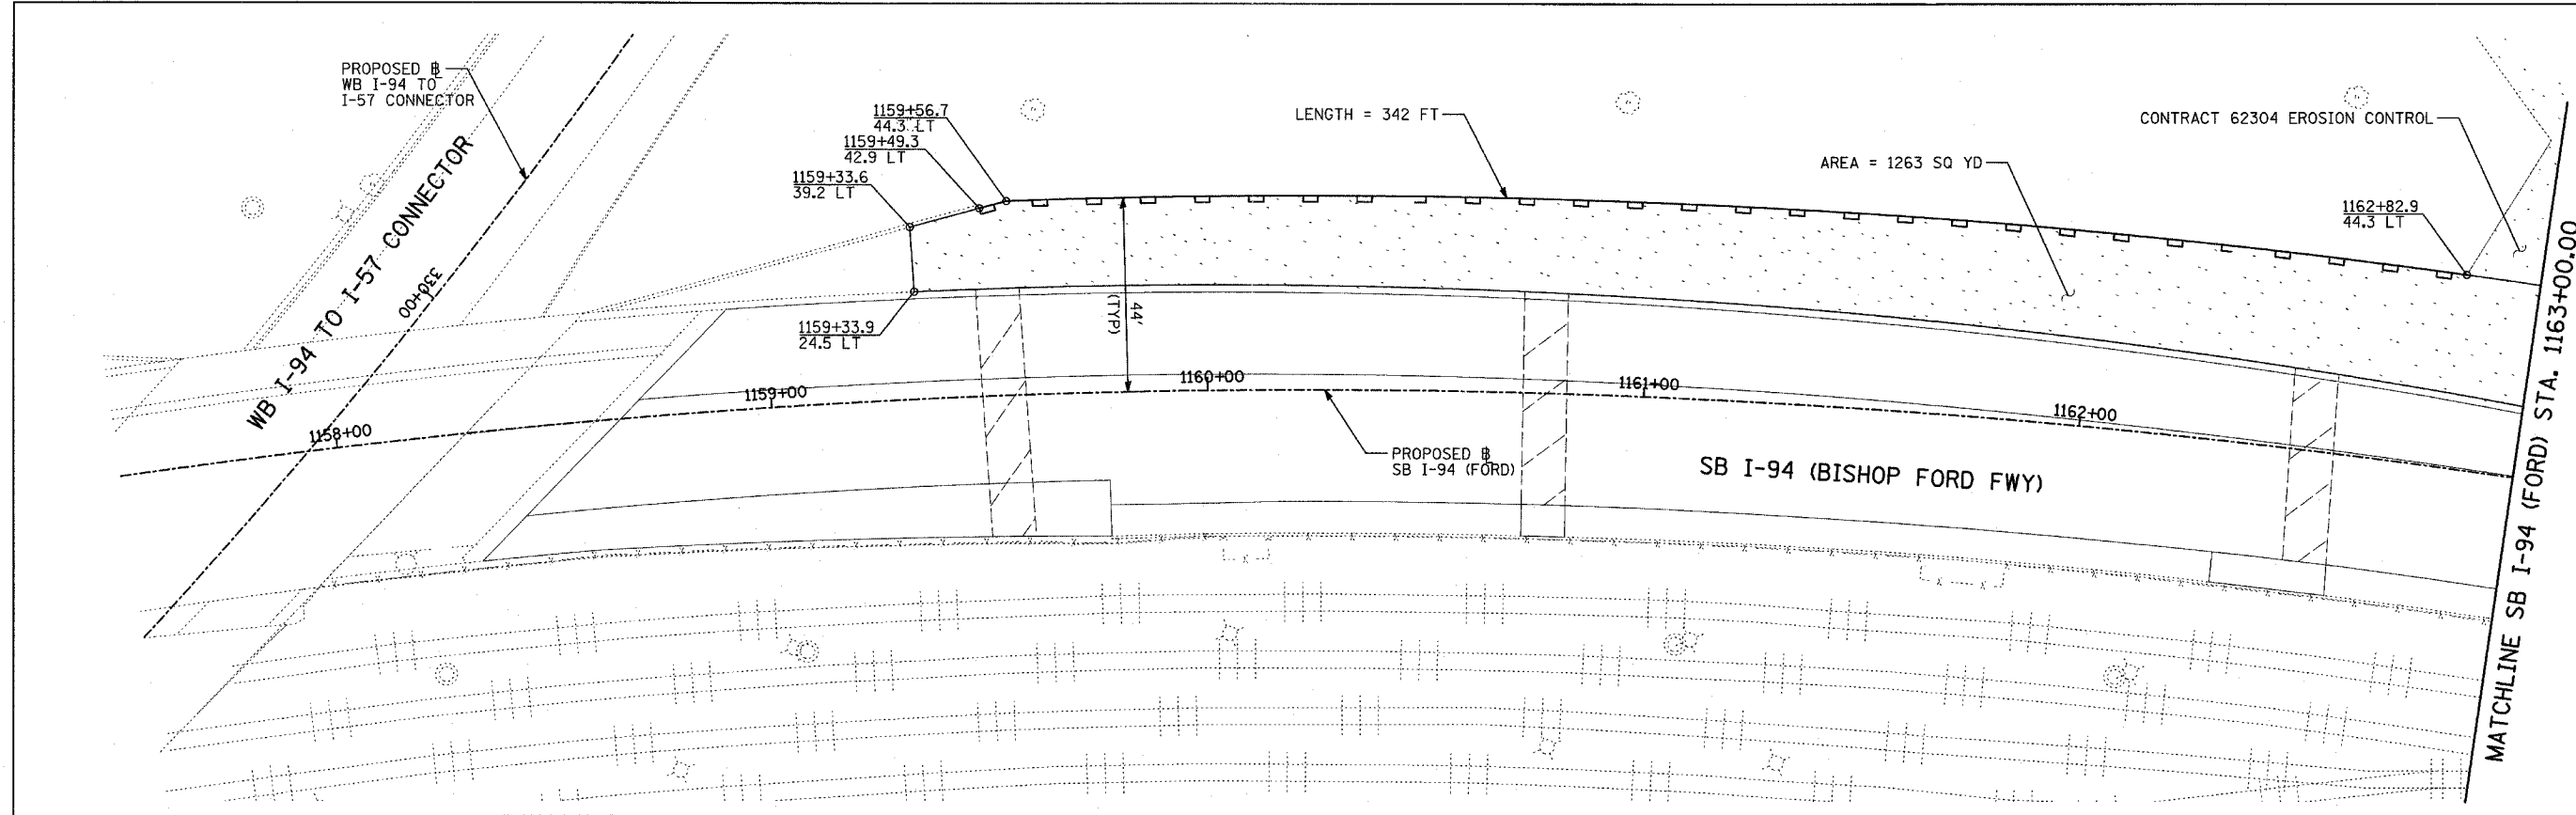 PROPOSED ℄
WB I-94 TO
I-57 CONNECTOR
WB I-94 TO I-57 CONNECTOR
330+00
1159+56.7
44.3' LT
1159+49.3
42.9 LT
1159+33.6
39.2 LT
1159+33.9
24.5 LT
LENGTH = 342 FT
AREA = 1263 SQ YD
CONTRACT 62304 EROSION CONTROL
1162+82.9
44.3 LT
44'
(TYP)
1158+00
1159+00
1160+00
1161+00
1162+00
PROPOSED ℄
SB I-94 (FORD)
SB I-94 (BISHOP FORD FWY)
MATCHLINE SB I-94 (FORD) STA. 1163+00.00